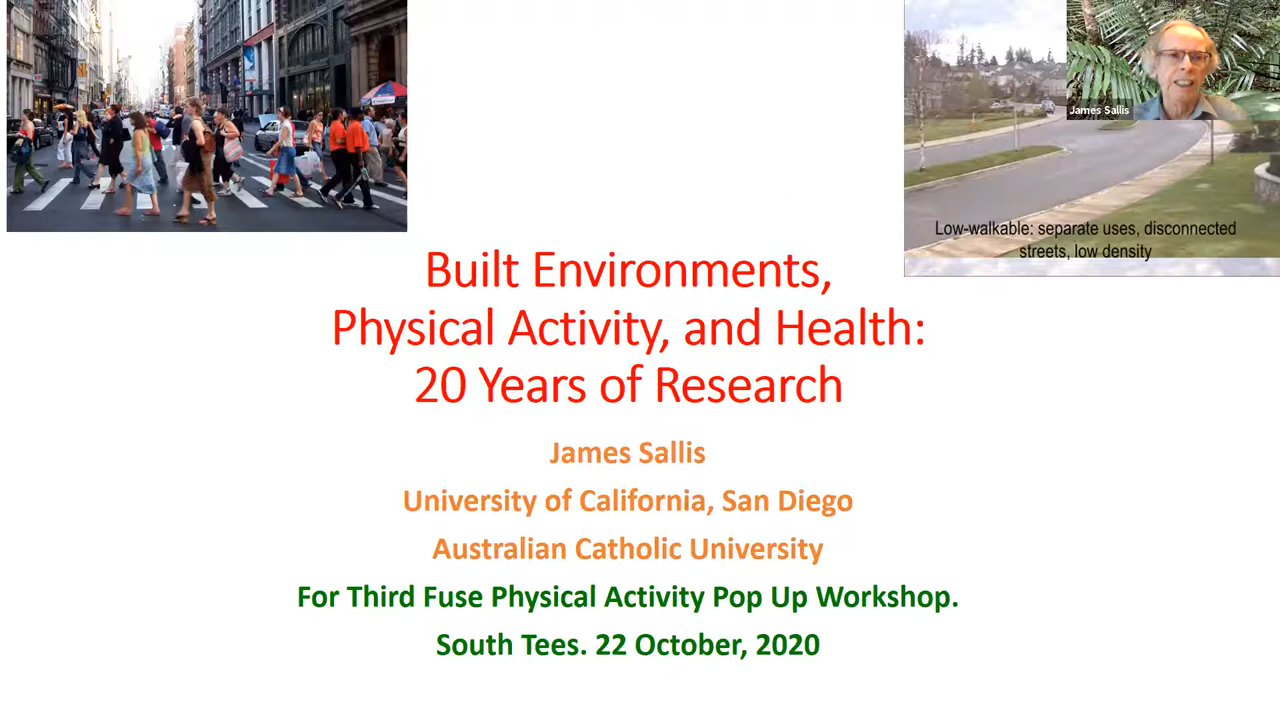 James Sallis
Low-walkable: separate uses, disconnected
streets, low density
Built Environments,
Physical Activity, and Health:
20 Years of Research
James Sallis
University of California, San Diego
Australian Catholic University
For Third Fuse Physical Activity Pop Up Workshop.
South Tees. 22 October, 2020